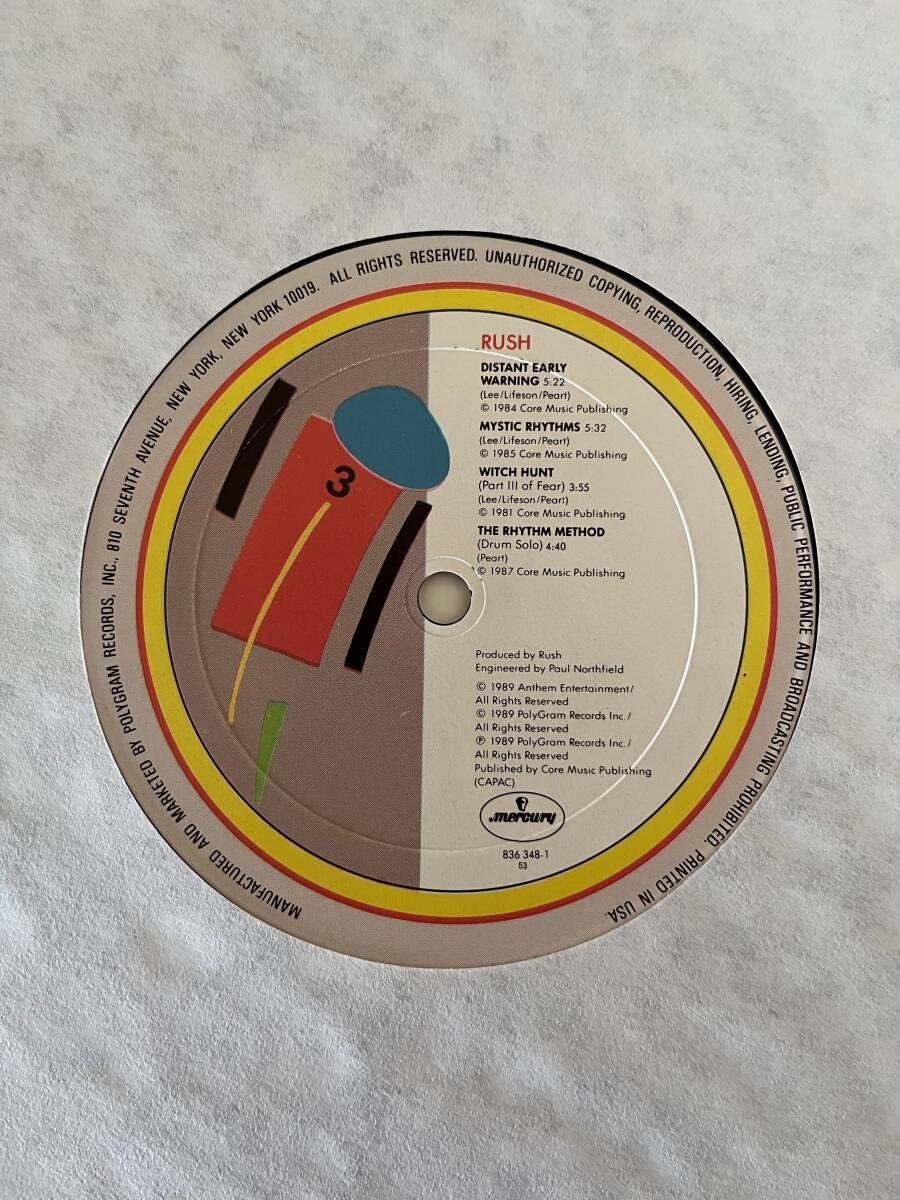 MANUFACTURED AND MARKETED BY POLYGRAM RECORDS, INC., 810 SEVENTH AVENUE, NEW YORK, NEW YORK 10019. ALL RIGHTS RESERVED. UNAUTHORIZED COPYING, REPRODUCTION, HIRING, LENDING, PUBLIC PERFORMANCE AND BROADCASTING PROHIBITED. PRINTED IN USA.
3
RUSH
DISTANT EARLY
WARNING 5:22
(Lee/Lifeson/Peart)
© 1984 Core Music Publishing
MYSTIC RHYTHMS 5:32
(Lee/Lifeson/Peart)
© 1985 Core Music Publishing
WITCH HUNT
(Part III of Fear) 3:55
(Lee/Lifeson/Peart)
© 1981 Core Music Publishing
THE RHYTHM METHOD
(Drum Solo) 4:40
(Peart)
© 1987 Core Music Publishing
Produced by Rush
Engineered by Paul Northfield
© 1989 Anthem Entertainment/
All Rights Reserved
© 1989 PolyGram Records Inc./
All Rights Reserved
℗ 1989 PolyGram Records Inc./
All Rights Reserved
Published by Core Music Publishing
(CAPAC)
mercury
836 348-1
53